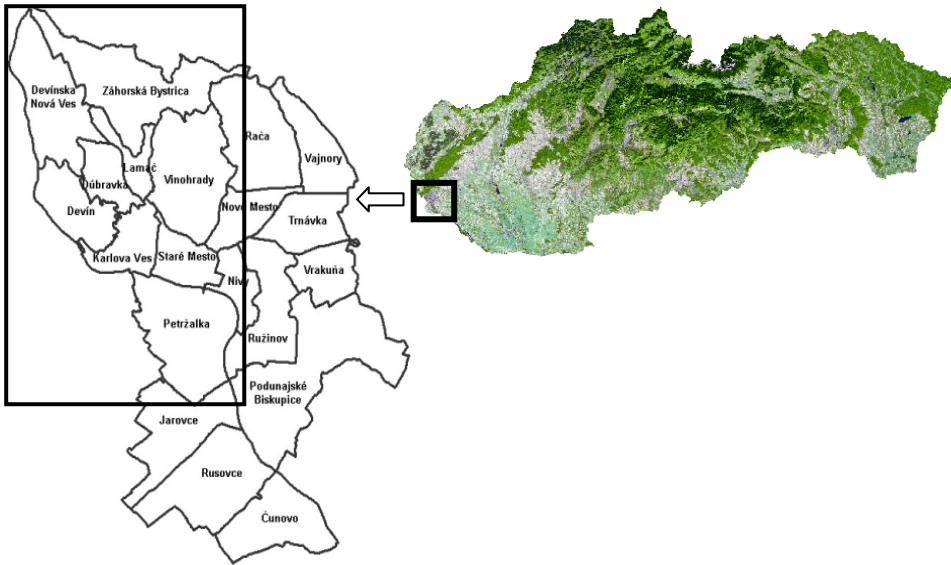 Devínska
Nová Ves
Záhorská Bystrica
Rača
Vajnory
Lamač
Dúbravka
Vinohrady
Devín
Nové Mesto
Trnávka
Karlova Ves
Staré Mesto
Nivy
Vrakuňa
Petržalka
Ružinov
Podunajské
Biskupice
Jarovce
Rusovce
Čunovo